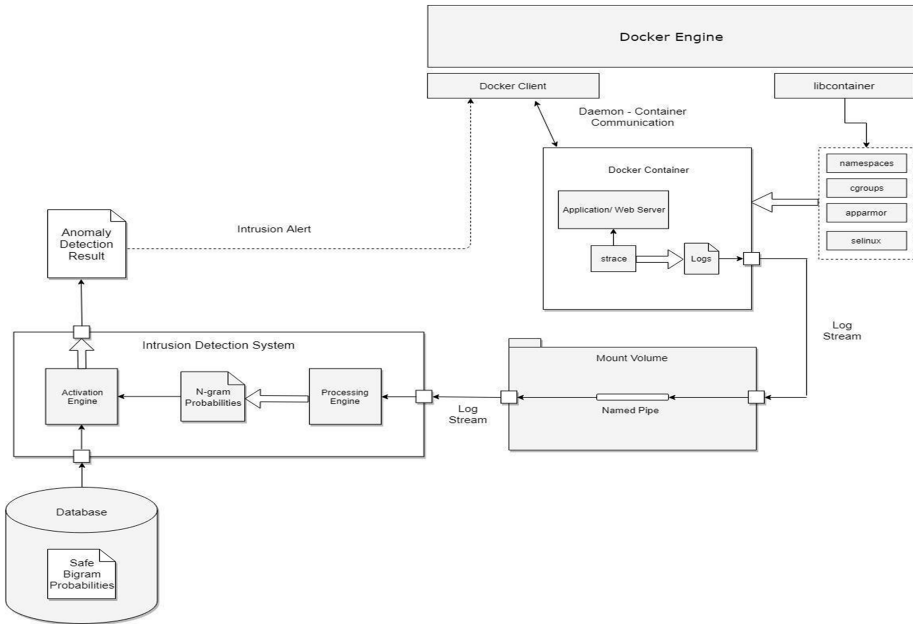 Docker Engine
Docker Client
libcontainer
Daemon - Container
Communication
namespaces
cgroups
apparmor
selinux
Docker Container
Application/ Web Server
strace
Logs
Anomaly
Detection
Result
Intrusion Alert
Log
Stream
Intrusion Detection System
Activation
Engine
N-gram
Probabilities
Processing
Engine
Log
Stream
Mount Volume
Named Pipe
Database
Safe
Bigram
Probabilities